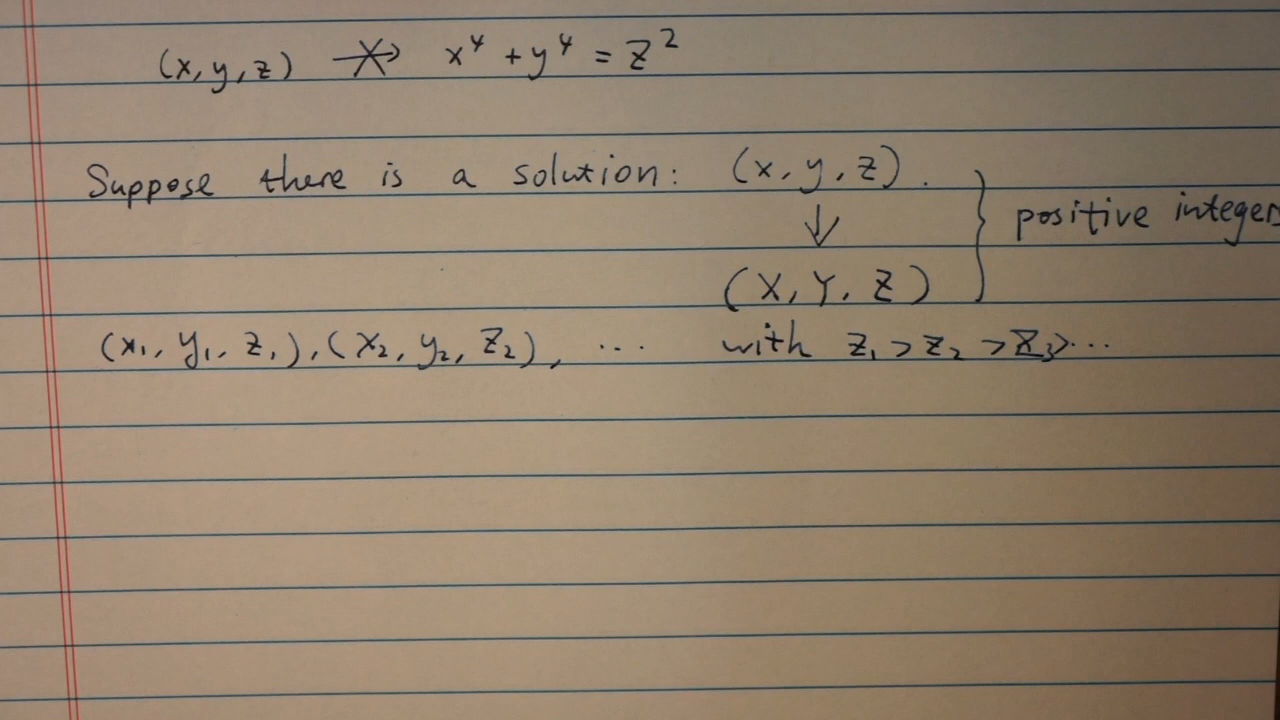 (x, y, z) ↛ x⁴ + y⁴ = z²
Suppose there is a solution: (x, y, z).
↓
positive integers
(X, Y, Z)
(x₁, y₁, z₁), (x₂, y₂, z₂), ... with z₁ > z₂ > z₃ > ...